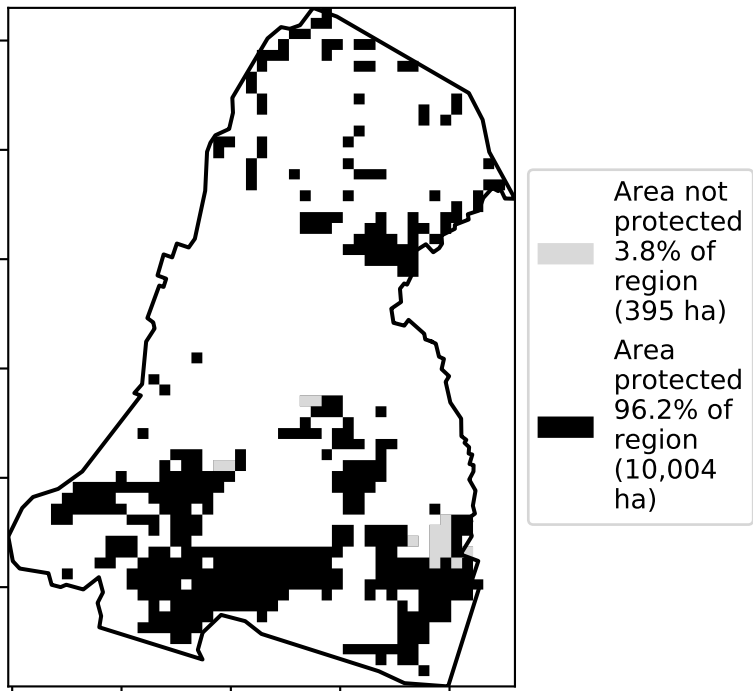 Area not
protected
3.8% of
region
(395 ha)
Area
protected
96.2% of
region
(10,004
ha)